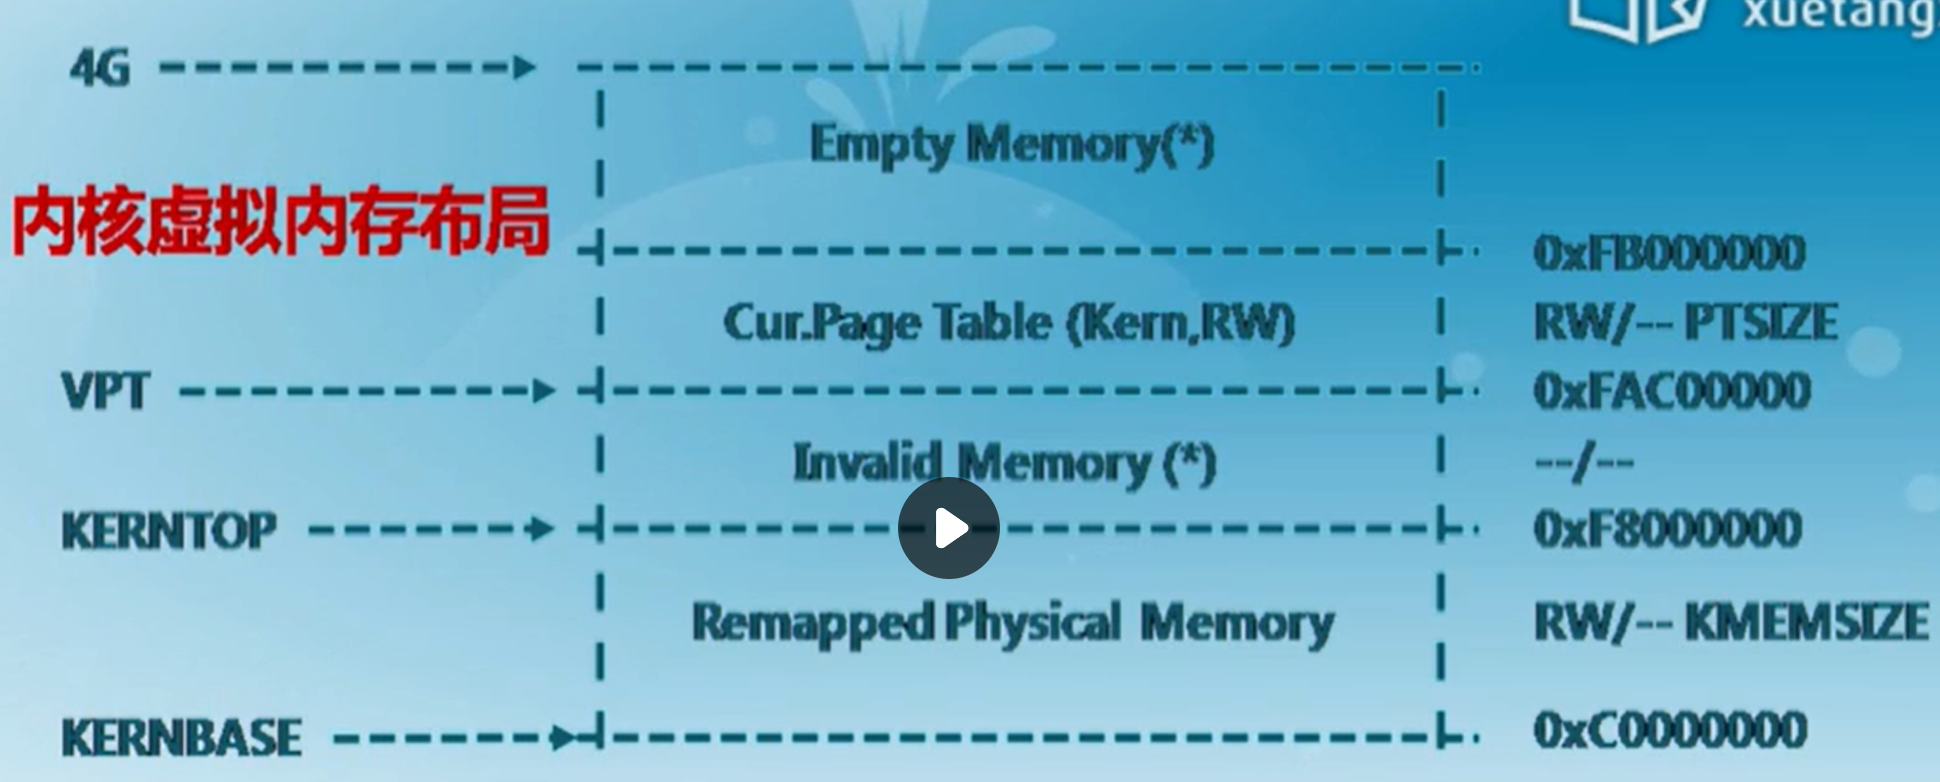 xuetang
4G
Empty Memory(*)
内核虚拟内存布局
0xFB000000
Cur.Page Table (Kern,RW) RW/-- PTSIZE
VPT 0xFAC00000
Invalid Memory (*) --/--
KERNTOP 0xF8000000
Remapped Physical Memory RW/-- KMEMSIZE
KERNBASE 0xC0000000